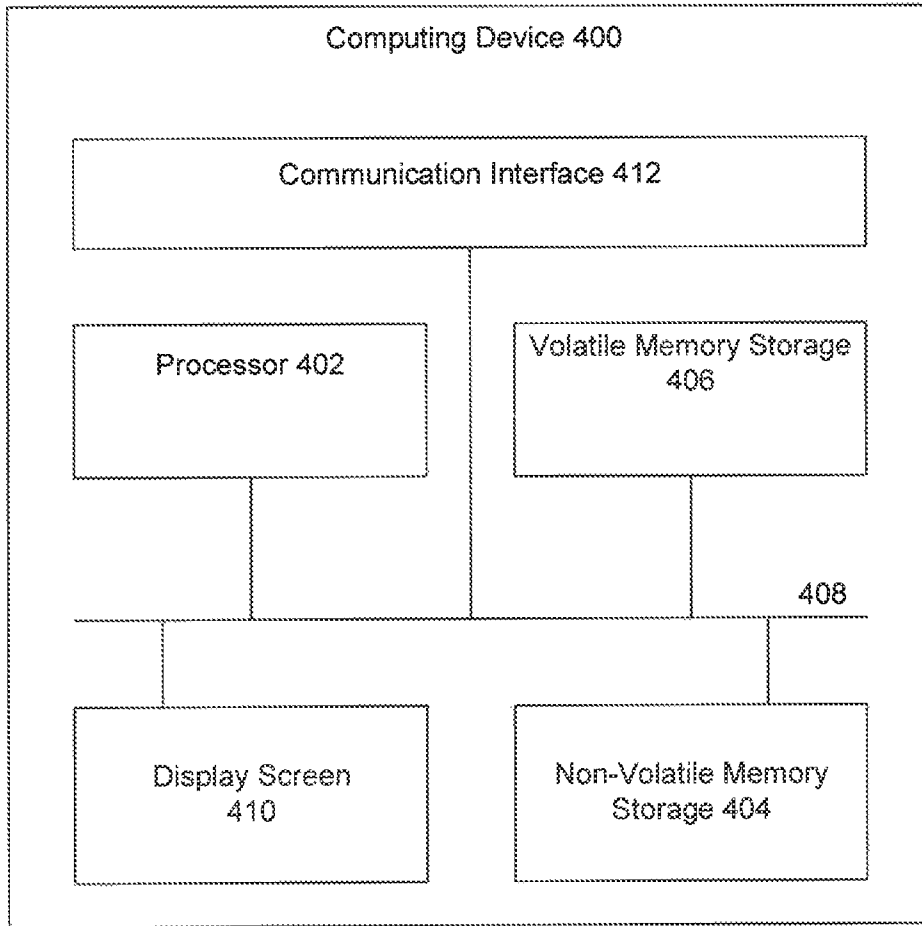 Computing Device 400
Communication Interface 412
Processor 402
Volatile Memory Storage
406
408
Display Screen
410
Non-Volatile Memory
Storage 404